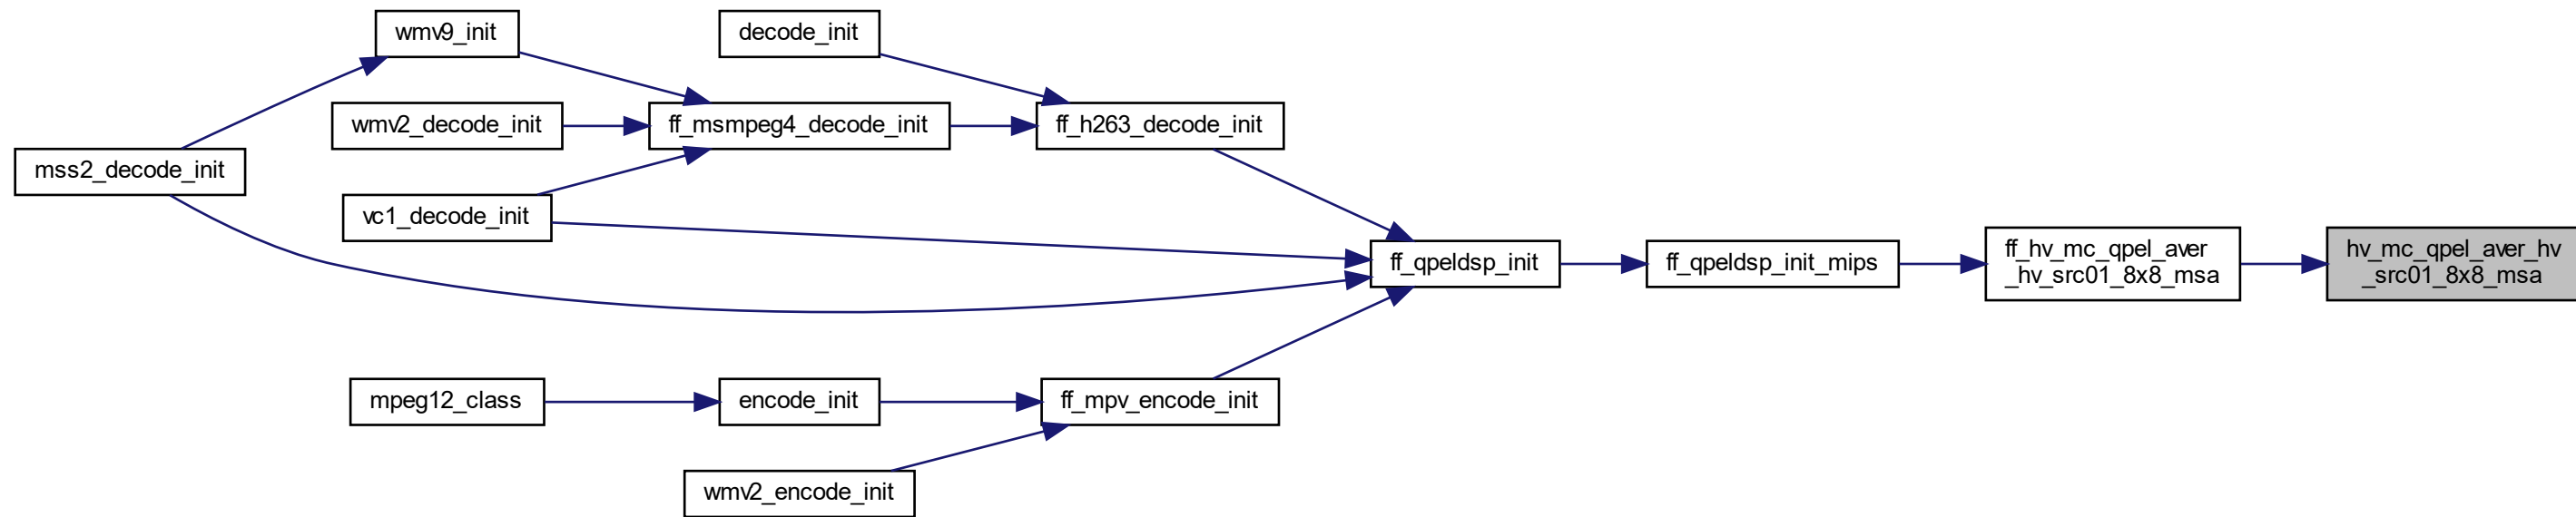 wmv9_init
decode_init
wmv2_decode_init
ff_msmpeg4_decode_init
ff_h263_decode_init
mss2_decode_init
vc1_decode_init
ff_qpeldsp_init
ff_qpeldsp_init_mips
ff_hv_mc_qpel_aver
_hv_src01_8x8_msa
hv_mc_qpel_aver_hv
_src01_8x8_msa
mpeg12_class
encode_init
ff_mpv_encode_init
wmv2_encode_init